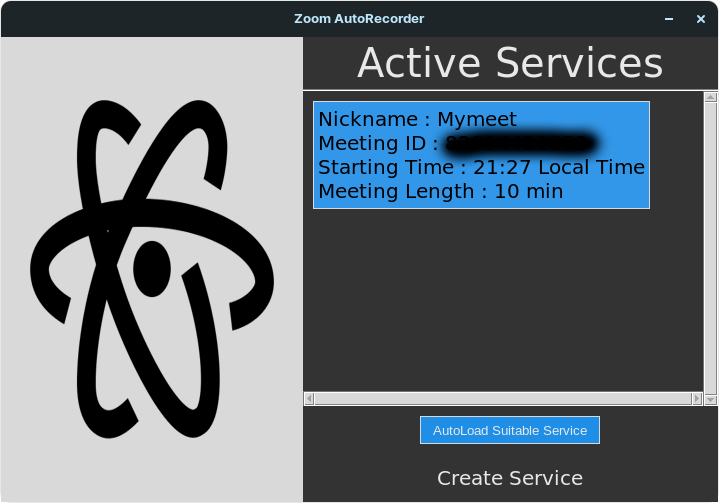 Zoom AutoRecorder
Active Services
Nickname : Mymeet
Meeting ID :
Starting Time : 21:27 Local Time
Meeting Length : 10 min
AutoLoad Suitable Service
Create Service